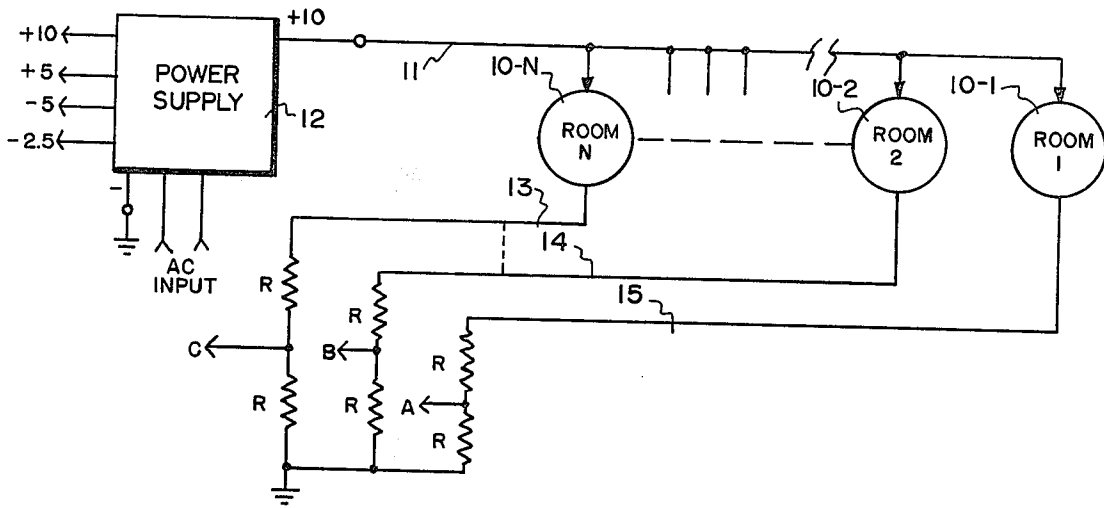 +10
+10
+5
-5
-2.5
POWER
SUPPLY
12
-
AC
INPUT
11
10-N
10-2
10-1
ROOM
N
ROOM
2
ROOM
1
13
14
15
R
R
R
C
B
A
R
R
R